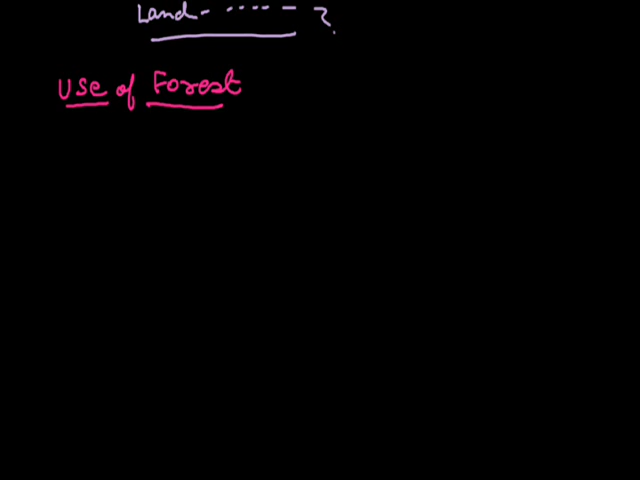 Land- ····- ?
Use of Forest